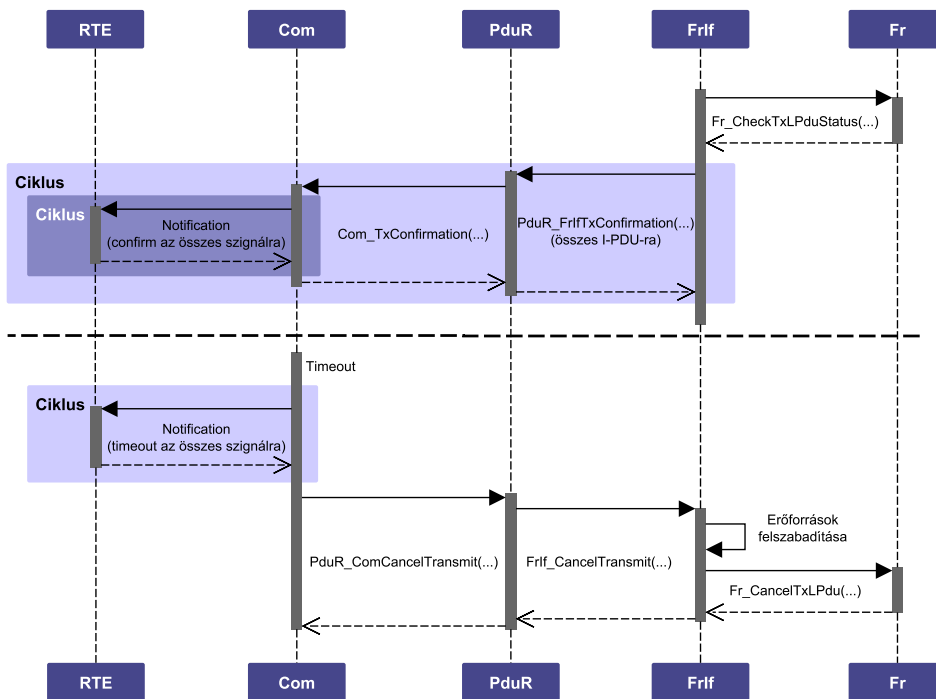 RTE
Com
PduR
FrIf
Fr
Fr_CheckTxLPduStatus(...)
Ciklus
Ciklus
Notification
(confirm az összes szignálra)
Com_TxConfirmation(...)
PduR_FrIfTxConfirmation(...)
(összes I-PDU-ra)
Timeout
Ciklus
Notification
(timeout az összes szignálra)
Erőforrások
felszabadítása
PduR_ComCancelTransmit(...)
FrIf_CancelTransmit(...)
Fr_CancelTxLPdu(...)
RTE
Com
PduR
FrIf
Fr